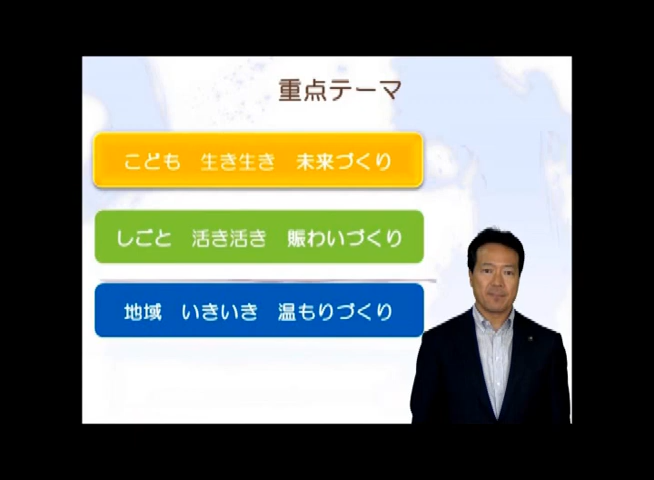 重点テーマ
こども 生き生き 未来づくり
しごと 活き活き 賑わいづくり
地域 いきいき 温もりづくり